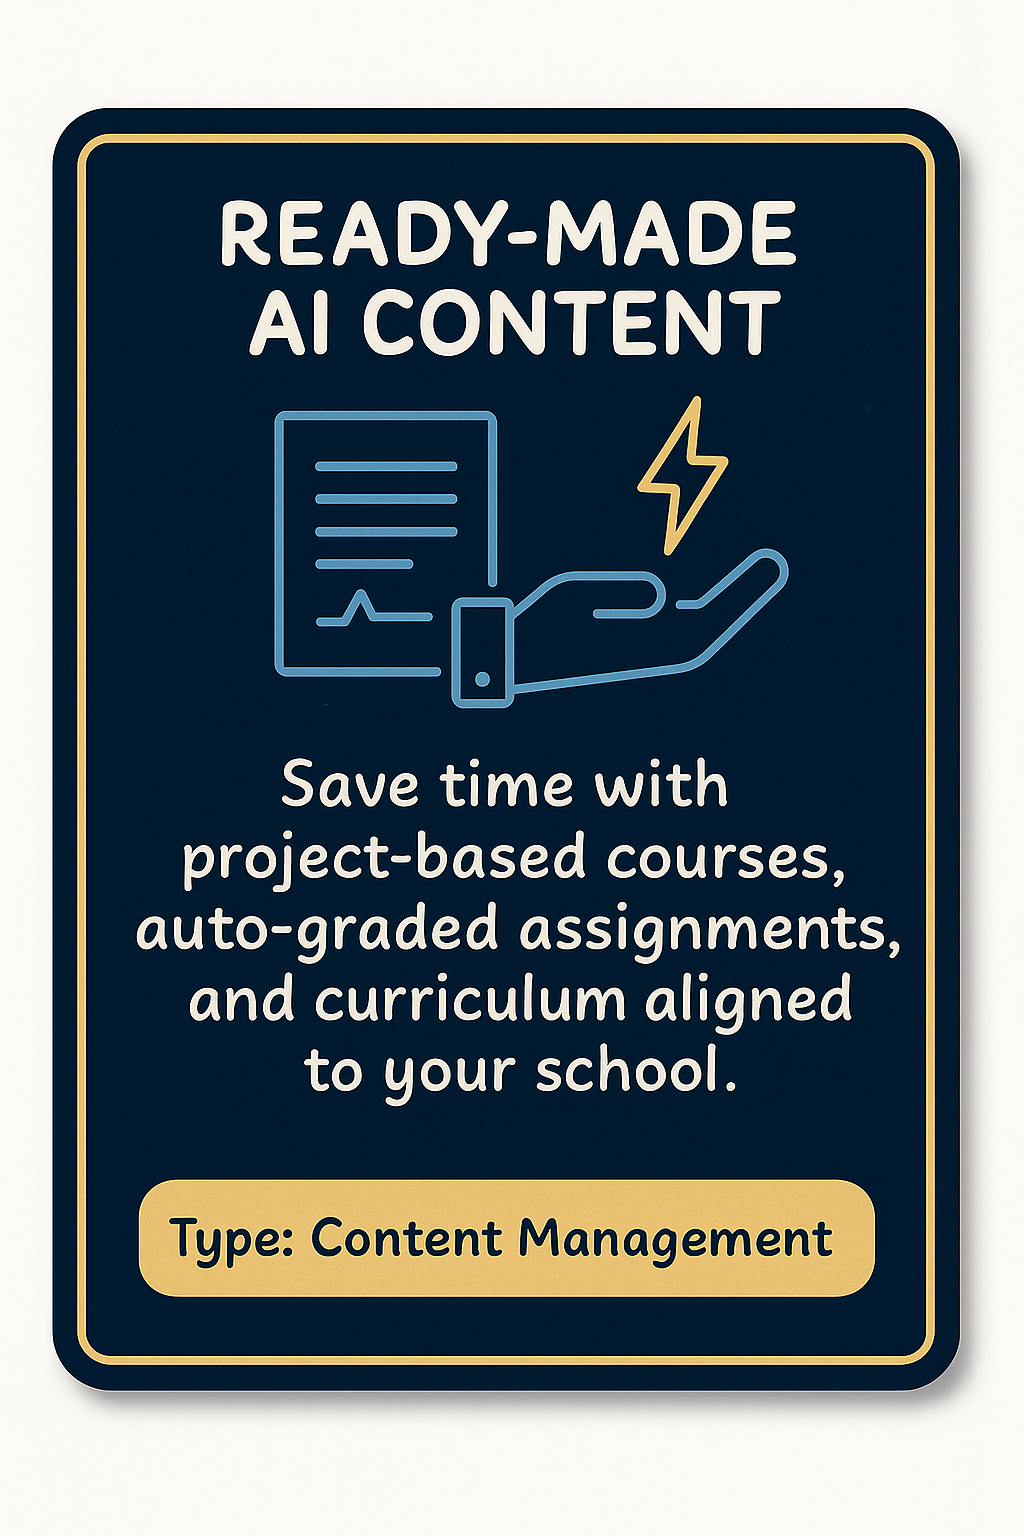 READY-MADE
AI CONTENT
Save time with
project-based courses,
auto-graded assignments,
and curriculum aligned
to your school.
Type: Content Management